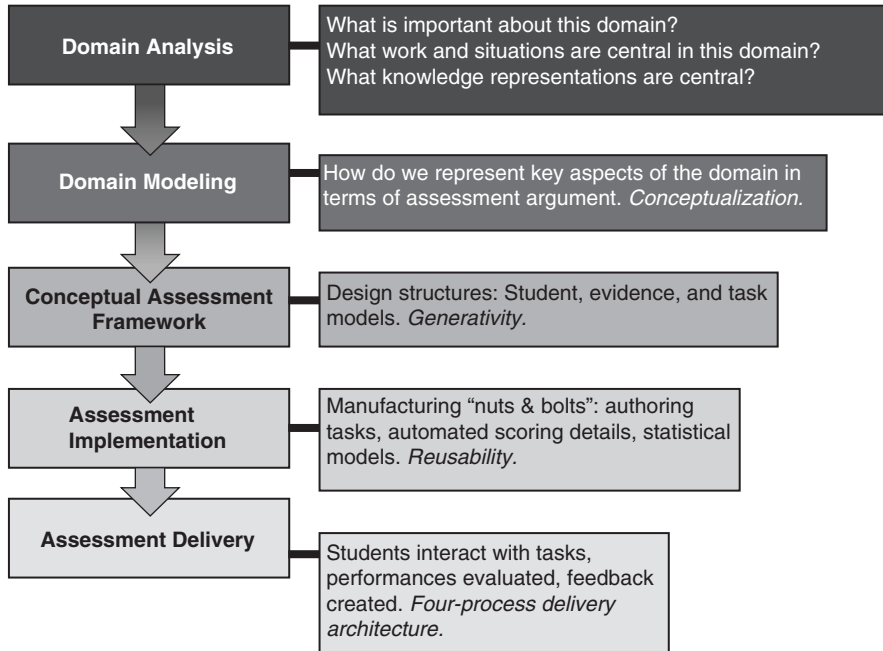 Domain Analysis
What is important about this domain?
What work and situations are central in this domain?
What knowledge representations are central?
Domain Modeling
How do we represent key aspects of the domain in
terms of assessment argument. Conceptualization.
Conceptual Assessment
Framework
Design structures: Student, evidence, and task
models. Generativity.
Assessment
Implementation
Manufacturing “nuts & bolts”: authoring
tasks, automated scoring details, statistical
models. Reusability.
Assessment Delivery
Students interact with tasks,
performances evaluated, feedback
created. Four-process delivery
architecture.